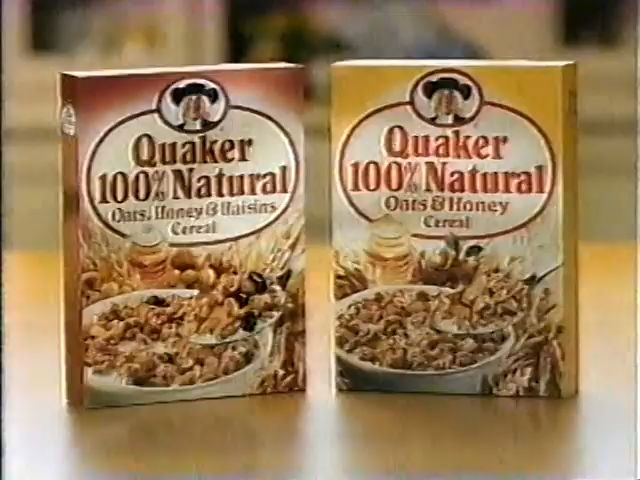 Quaker
100% Natural
Oats, Honey & Raisins
Cereal
Quaker
100% Natural
Oats & Honey
Cereal